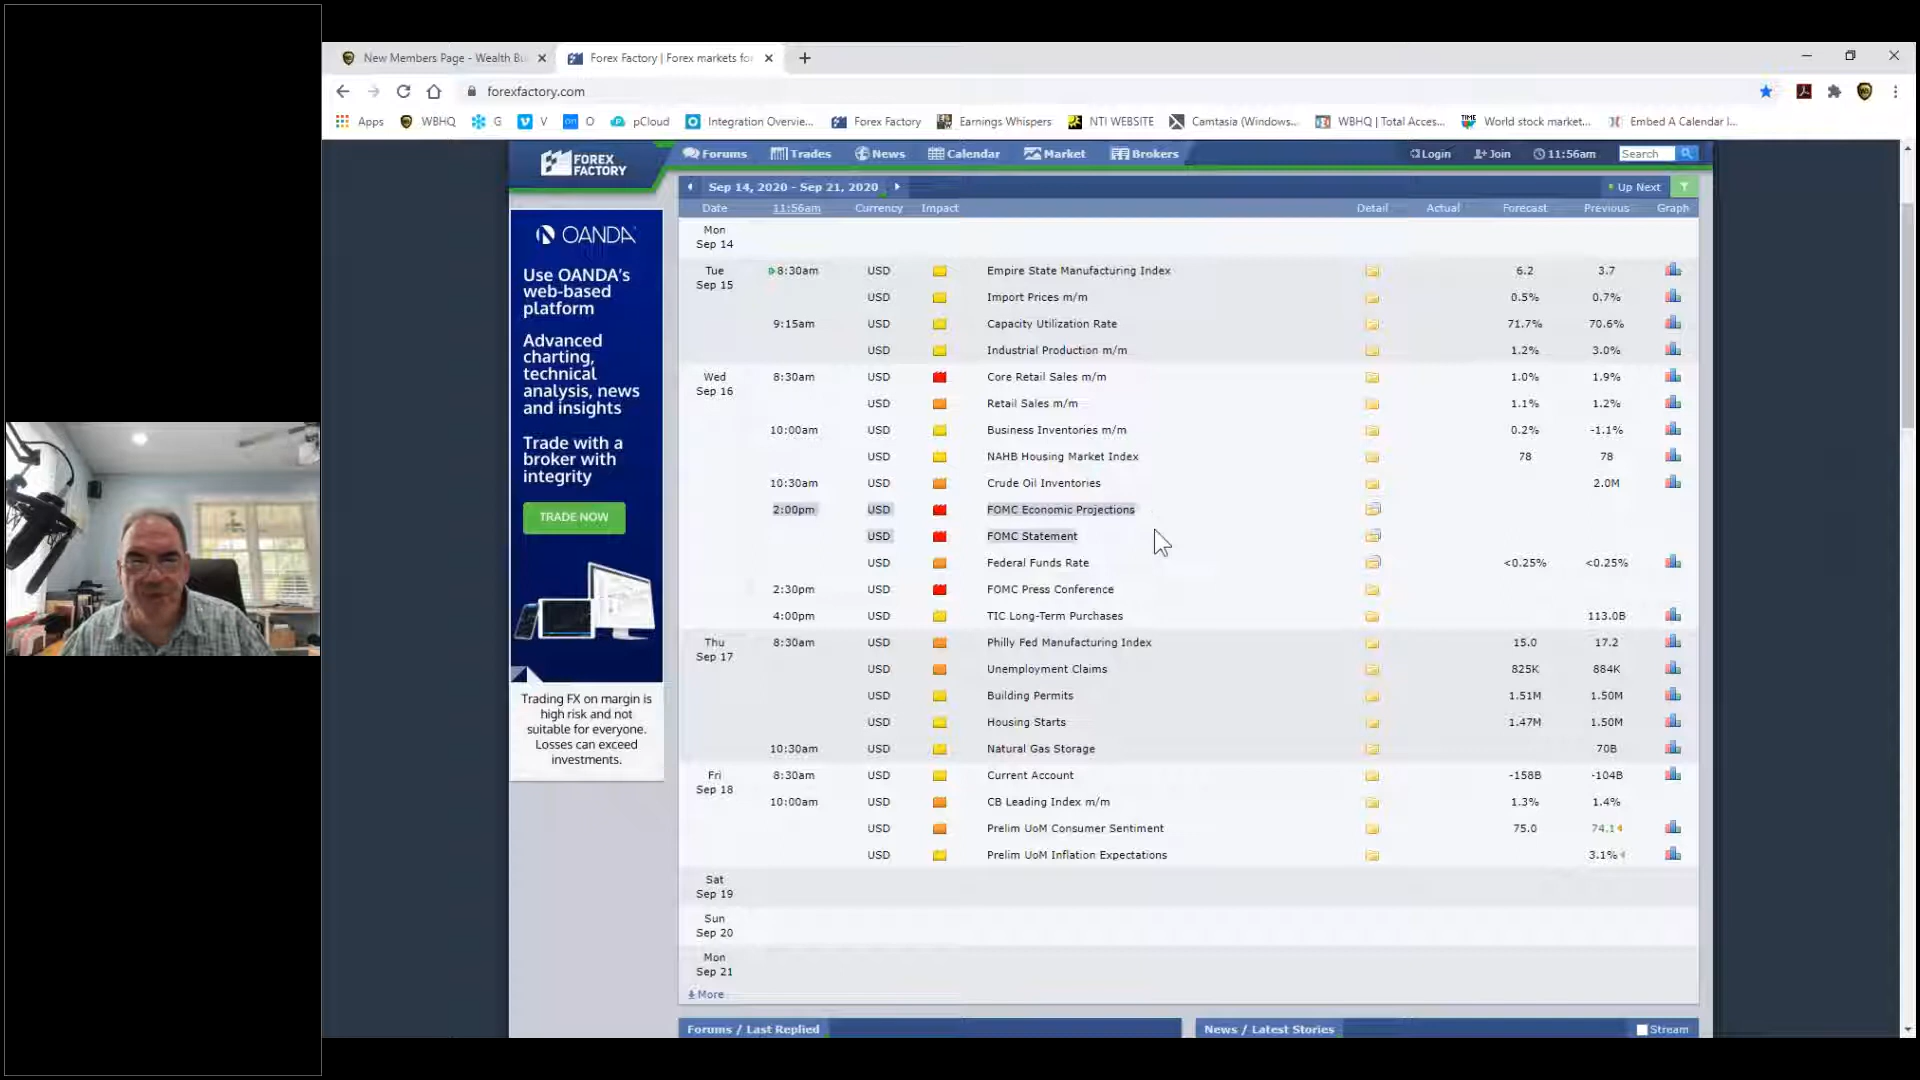 New Members Page - Wealth Bu
Forex Factory | Forex markets fo
forexfactory.com
Apps
WBHQ
G
V
on
O
pCloud
Integration Overvie...
Forex Factory
Earnings Whispers
NTI WEBSITE
Camtasia (Windows...
TIME
WBHQ | Total Acces...
World stock market...
Embed A Calendar I...
FOREX FACTORY
Forums
Trades
News
Calendar
Market
Brokers
Login
Join
11:56am
Search
Sep 14, 2020 - Sep 21, 2020
Up Next
Date 11:56am Currency Impact Detail Actual Forecast Previous Graph
Mon
Sep 14
Tue
Sep 15
8:30am USD Empire State Manufacturing Index 6.2 3.7
USD Import Prices m/m 0.5% 0.7%
9:15am USD Capacity Utilization Rate 71.7% 70.6%
USD Industrial Production m/m 1.2% 3.0%
Wed
Sep 16
8:30am USD Core Retail Sales m/m 1.0% 1.9%
USD Retail Sales m/m 1.1% 1.2%
10:00am USD Business Inventories m/m 0.2% -1.1%
USD NAHB Housing Market Index 78 78
10:30am USD Crude Oil Inventories 2.0M
2:00pm USD FOMC Economic Projections
USD FOMC Statement
USD Federal Funds Rate <0.25% <0.25%
2:30pm USD FOMC Press Conference
4:00pm USD TIC Long-Term Purchases 113.0B
Thu
Sep 17
8:30am USD Philly Fed Manufacturing Index 15.0 17.2
USD Unemployment Claims 825K 884K
USD Building Permits 1.51M 1.50M
USD Housing Starts 1.47M 1.50M
10:30am USD Natural Gas Storage 70B
Fri
Sep 18
8:30am USD Current Account -158B -104B
10:00am USD CB Leading Index m/m 1.3% 1.4%
USD Prelim UoM Consumer Sentiment 75.0 74.1
USD Prelim UoM Inflation Expectations 3.1%
Sat
Sep 19
Sun
Sep 20
Mon
Sep 21
More
Forums / Last Replied
News / Latest Stories
Stream
OANDA
Use OANDA's
web-based
platform
Advanced
charting,
technical
analysis, news
and insights
Trade with a
broker with
integrity
TRADE NOW
Trading FX on margin is
high risk and not
suitable for everyone.
Losses can exceed
investments.